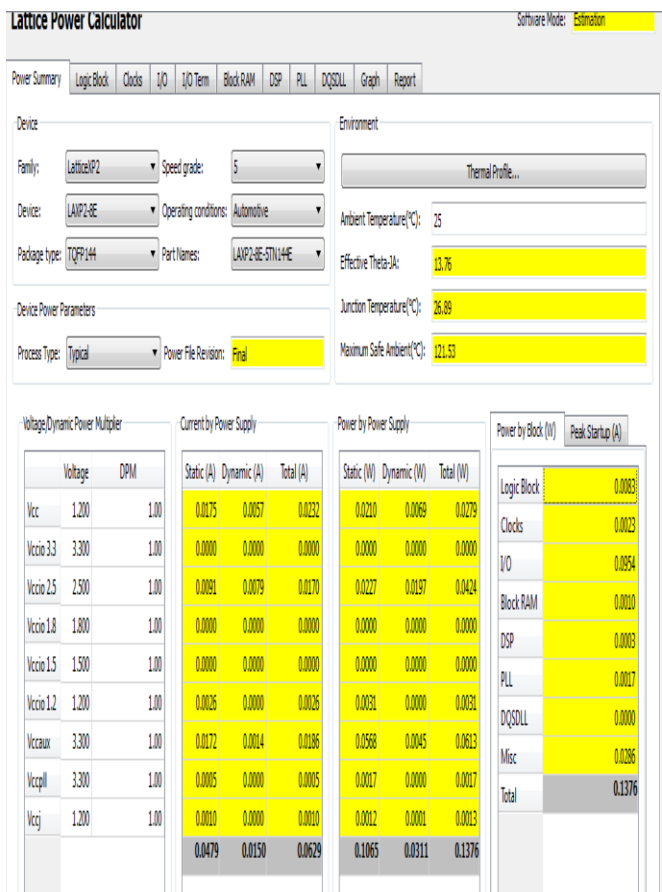 Lattice Power Calculator Software Mode: Estimation
Power Summary Logic Block Clocks I/O I/O Term Block RAM DSP PLL DQSDLL Graph Report
Device Environment
Family: LatticeXP2 Speed grade: 5
Thermal Profile...
Device: LAXP2-8E Operating conditions: Automotive
Ambient Temperature(°C): 25
Package type: TQFP144 Part Names: LAXP2-8E-5TN144E
Effective Theta-JA: 13.76
Device Power Parameters
Junction Temperature(°C): 26.89
Process Type: Typical Power File Revision: Final
Maximum Safe Ambient(°C): 121.53
Voltage/Dynamic Power Multiplier Current by Power Supply Power by Power Supply Power by Block (W) Peak Startup (A)
Voltage DPM Static (A) Dynamic (A) Total (A) Static (W) Dynamic (W) Total (W)
Vcc 1.200 1.00 0.0175 0.0057 0.0232 0.0210 0.0069 0.0279
Vccio 3.3 3.300 1.00 0.0000 0.0000 0.0000 0.0000 0.0000 0.0000
Vccio 2.5 2.500 1.00 0.0091 0.0079 0.0170 0.0227 0.0197 0.0424
Vccio 1.8 1.800 1.00 0.0000 0.0000 0.0000 0.0000 0.0000 0.0000
Vccio 1.5 1.500 1.00 0.0000 0.0000 0.0000 0.0000 0.0000 0.0000
Vccio 1.2 1.200 1.00 0.0026 0.0000 0.0026 0.0031 0.0000 0.0031
Vccaux 3.300 1.00 0.0172 0.0014 0.0186 0.0568 0.0045 0.0613
Vccpll 3.300 1.00 0.0005 0.0000 0.0005 0.0017 0.0000 0.0017
Vccj 1.200 1.00 0.0010 0.0000 0.0010 0.0012 0.0001 0.0013
0.0479 0.0150 0.0629 0.1065 0.0311 0.1376
Logic Block 0.0083
Clocks 0.0023
I/O 0.0954
Block RAM 0.0010
DSP 0.0003
PLL 0.0017
DQSDLL 0.0000
Misc 0.0286
Total 0.1376